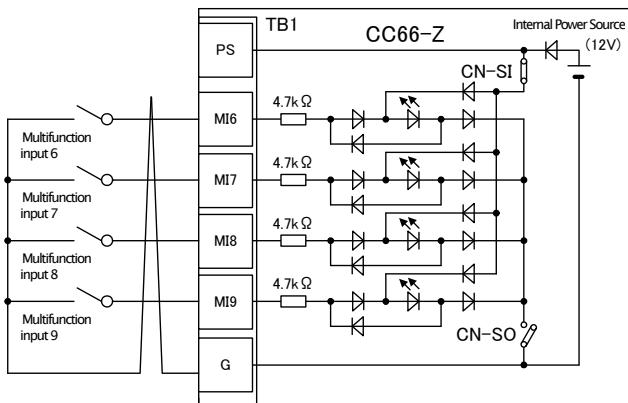 TB1
CC66-Z
Internal Power Source
(12V)
PS
CN-SI
MI6
4.7kΩ
Multifunction
input 6
MI7
4.7kΩ
Multifunction
input 7
MI8
4.7kΩ
Multifunction
input 8
MI9
4.7kΩ
Multifunction
input 9
CN-SO
G